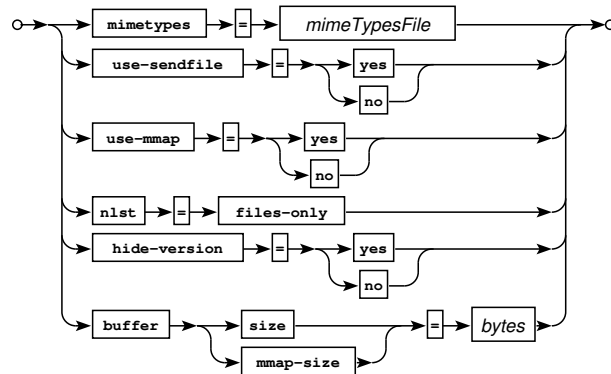 mimetypes = mimeTypesFile
use-sendfile = yes
no
use-mmap = yes
no
nlst = files-only
hide-version = yes
no
buffer size = bytes
mmap-size